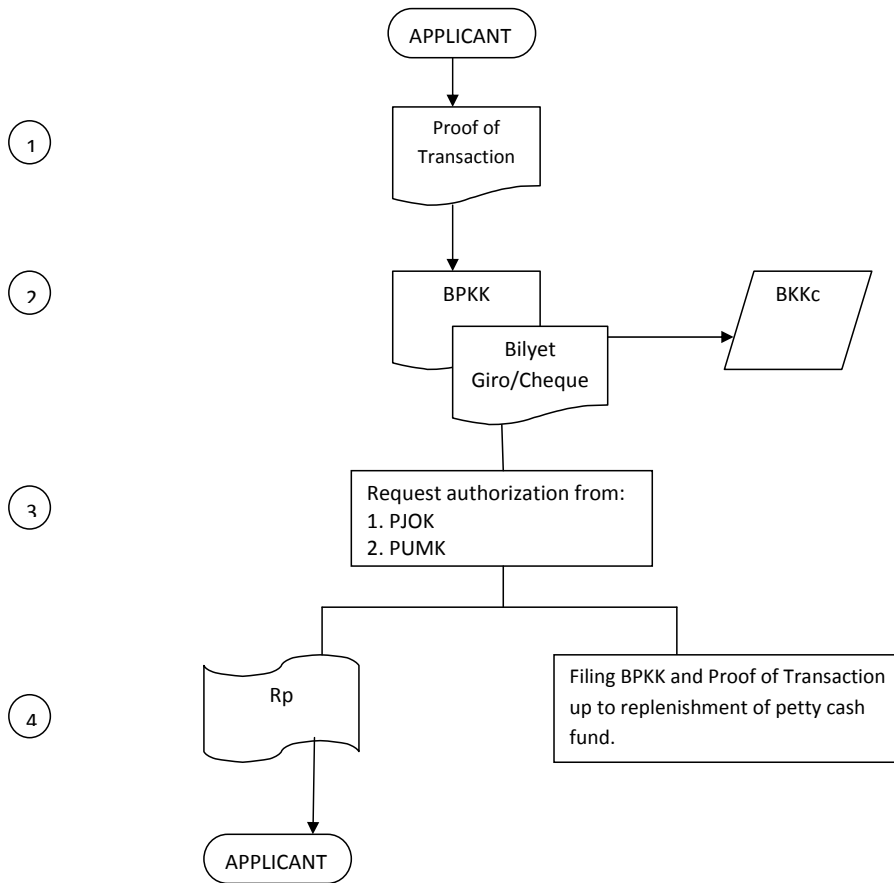 APPLICANT
1
Proof of
Transaction
2
BPKK
BKKc
Bilyet
Giro/Cheque
3
Request authorization from:
1. PJOK
2. PUMK
4
Rp
Filing BPKK and Proof of Transaction
up to replenishment of petty cash
fund.
APPLICANT